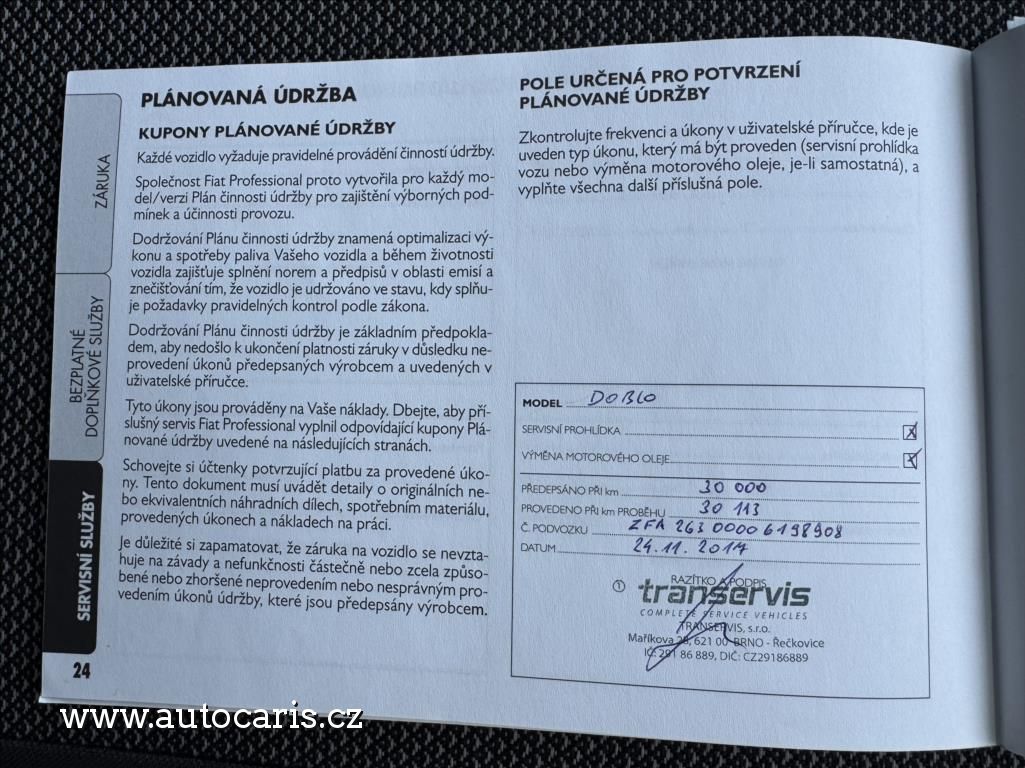 PLÁNOVANÁ ÚDRŽBA
KUPONY PLÁNOVANÉ ÚDRŽBY
Každé vozidlo vyžaduje pravidelné provádění činností údržby.
Společnost Fiat Professional proto vytvořila pro každý mo-
del/verzi Plán činnosti údržby pro zajištění výborných pod-
mínek a účinnosti provozu.
Dodržování Plánu činnosti údržby znamená optimalizaci vý-
konu a spotřeby paliva Vašeho vozidla a během životnosti
vozidla zajišťuje splnění norem a předpisů v oblasti emisí a
znečišťování tím, že vozidlo je udržováno ve stavu, kdy splňu-
je požadavky pravidelných kontrol podle zákona.
Dodržování Plánu činnosti údržby je základním předpokla-
dem, aby nedošlo k ukončení platnosti záruky v důsledku ne-
provedení úkonů předepsaných výrobcem a uvedených v
uživatelské příručce.
Tyto úkony jsou prováděny na Vaše náklady. Dbejte, aby pří-
slušný servis Fiat Professional vyplnil odpovídající kupony Plá-
nované údržby uvedené na následujících stranách.
Schovejte si účtenky potvrzující platbu za provedené úko-
ny. Tento dokument musí uvádět detaily o originálních ne-
bo ekvivalentních náhradních dílech, spotřebním materiálu,
provedených úkonech a nákladech na práci.
Je důležité si zapamatovat, že záruka na vozidlo se nevzta-
huje na závady a nefunkčnosti částečně nebo zcela způso-
bené nebo zhoršené neprovedením nebo nesprávným pro-
vedením úkonů údržby, které jsou předepsány výrobcem.
POLE URČENÁ PRO POTVRZENÍ
PLÁNOVANÉ ÚDRŽBY
Zkontrolujte frekvenci a úkony v uživatelské příručce, kde je
uveden typ úkonu, který má být proveden (servisní prohlídka
vozu nebo výměna motorového oleje, je-li samostatná), a
vyplňte všechna další příslušná pole.
MODEL DOBLO
SERVISNÍ PROHLÍDKA X
VÝMĚNA MOTOROVÉHO OLEJE X
PŘEDEPSÁNO PŘI km 30 000
PROVEDENO PŘI km PROBĚHU 30 113
Č. PODVOZKU ZFA 263 0000 6198908
DATUM 24.11.2014
RAZÍTKO A PODPIS
① transervis
COMPLETE SERVICE VEHICLES
TRANSERVIS, s.r.o.
Maříkova 28, 621 00 BRNO - Řečkovice
IČ: 291 86 889, DIČ: CZ29186889
ZÁRUKA
BEZPLATNÉ
DOPLŇKOVÉ SLUŽBY
SERVISNÍ SLUŽBY
24
www.autocaris.cz